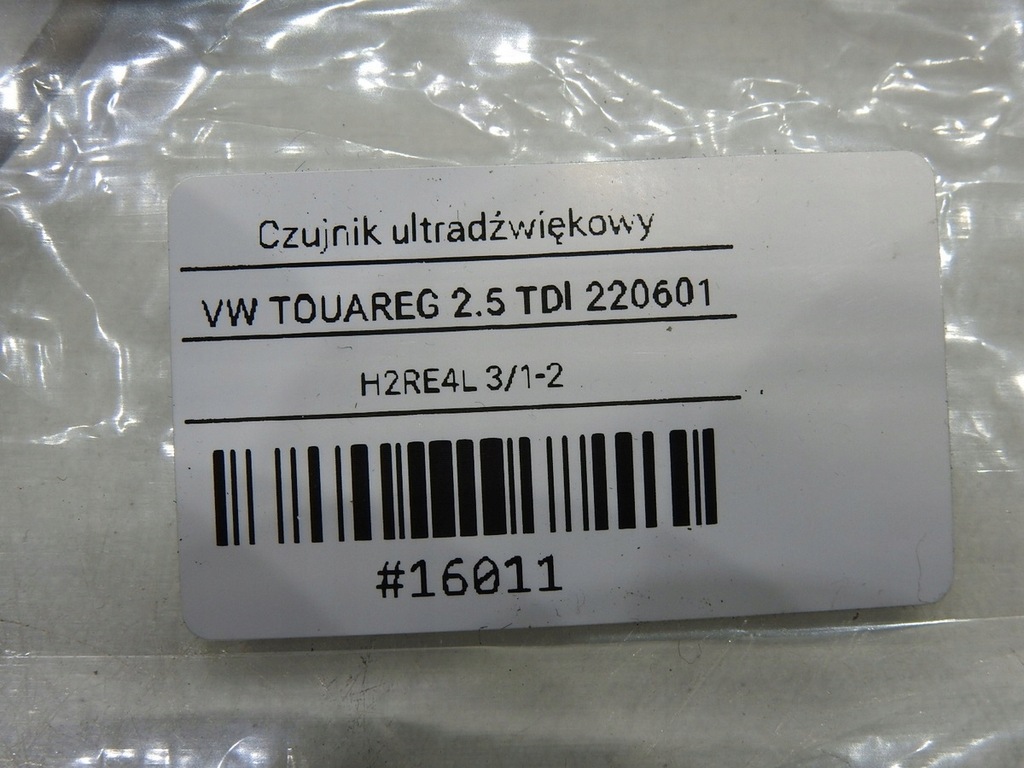 Czujnik ultradźwiękowy
VW TOUAREG 2.5 TDI 220601
H2RE4L 3/1-2
#16011